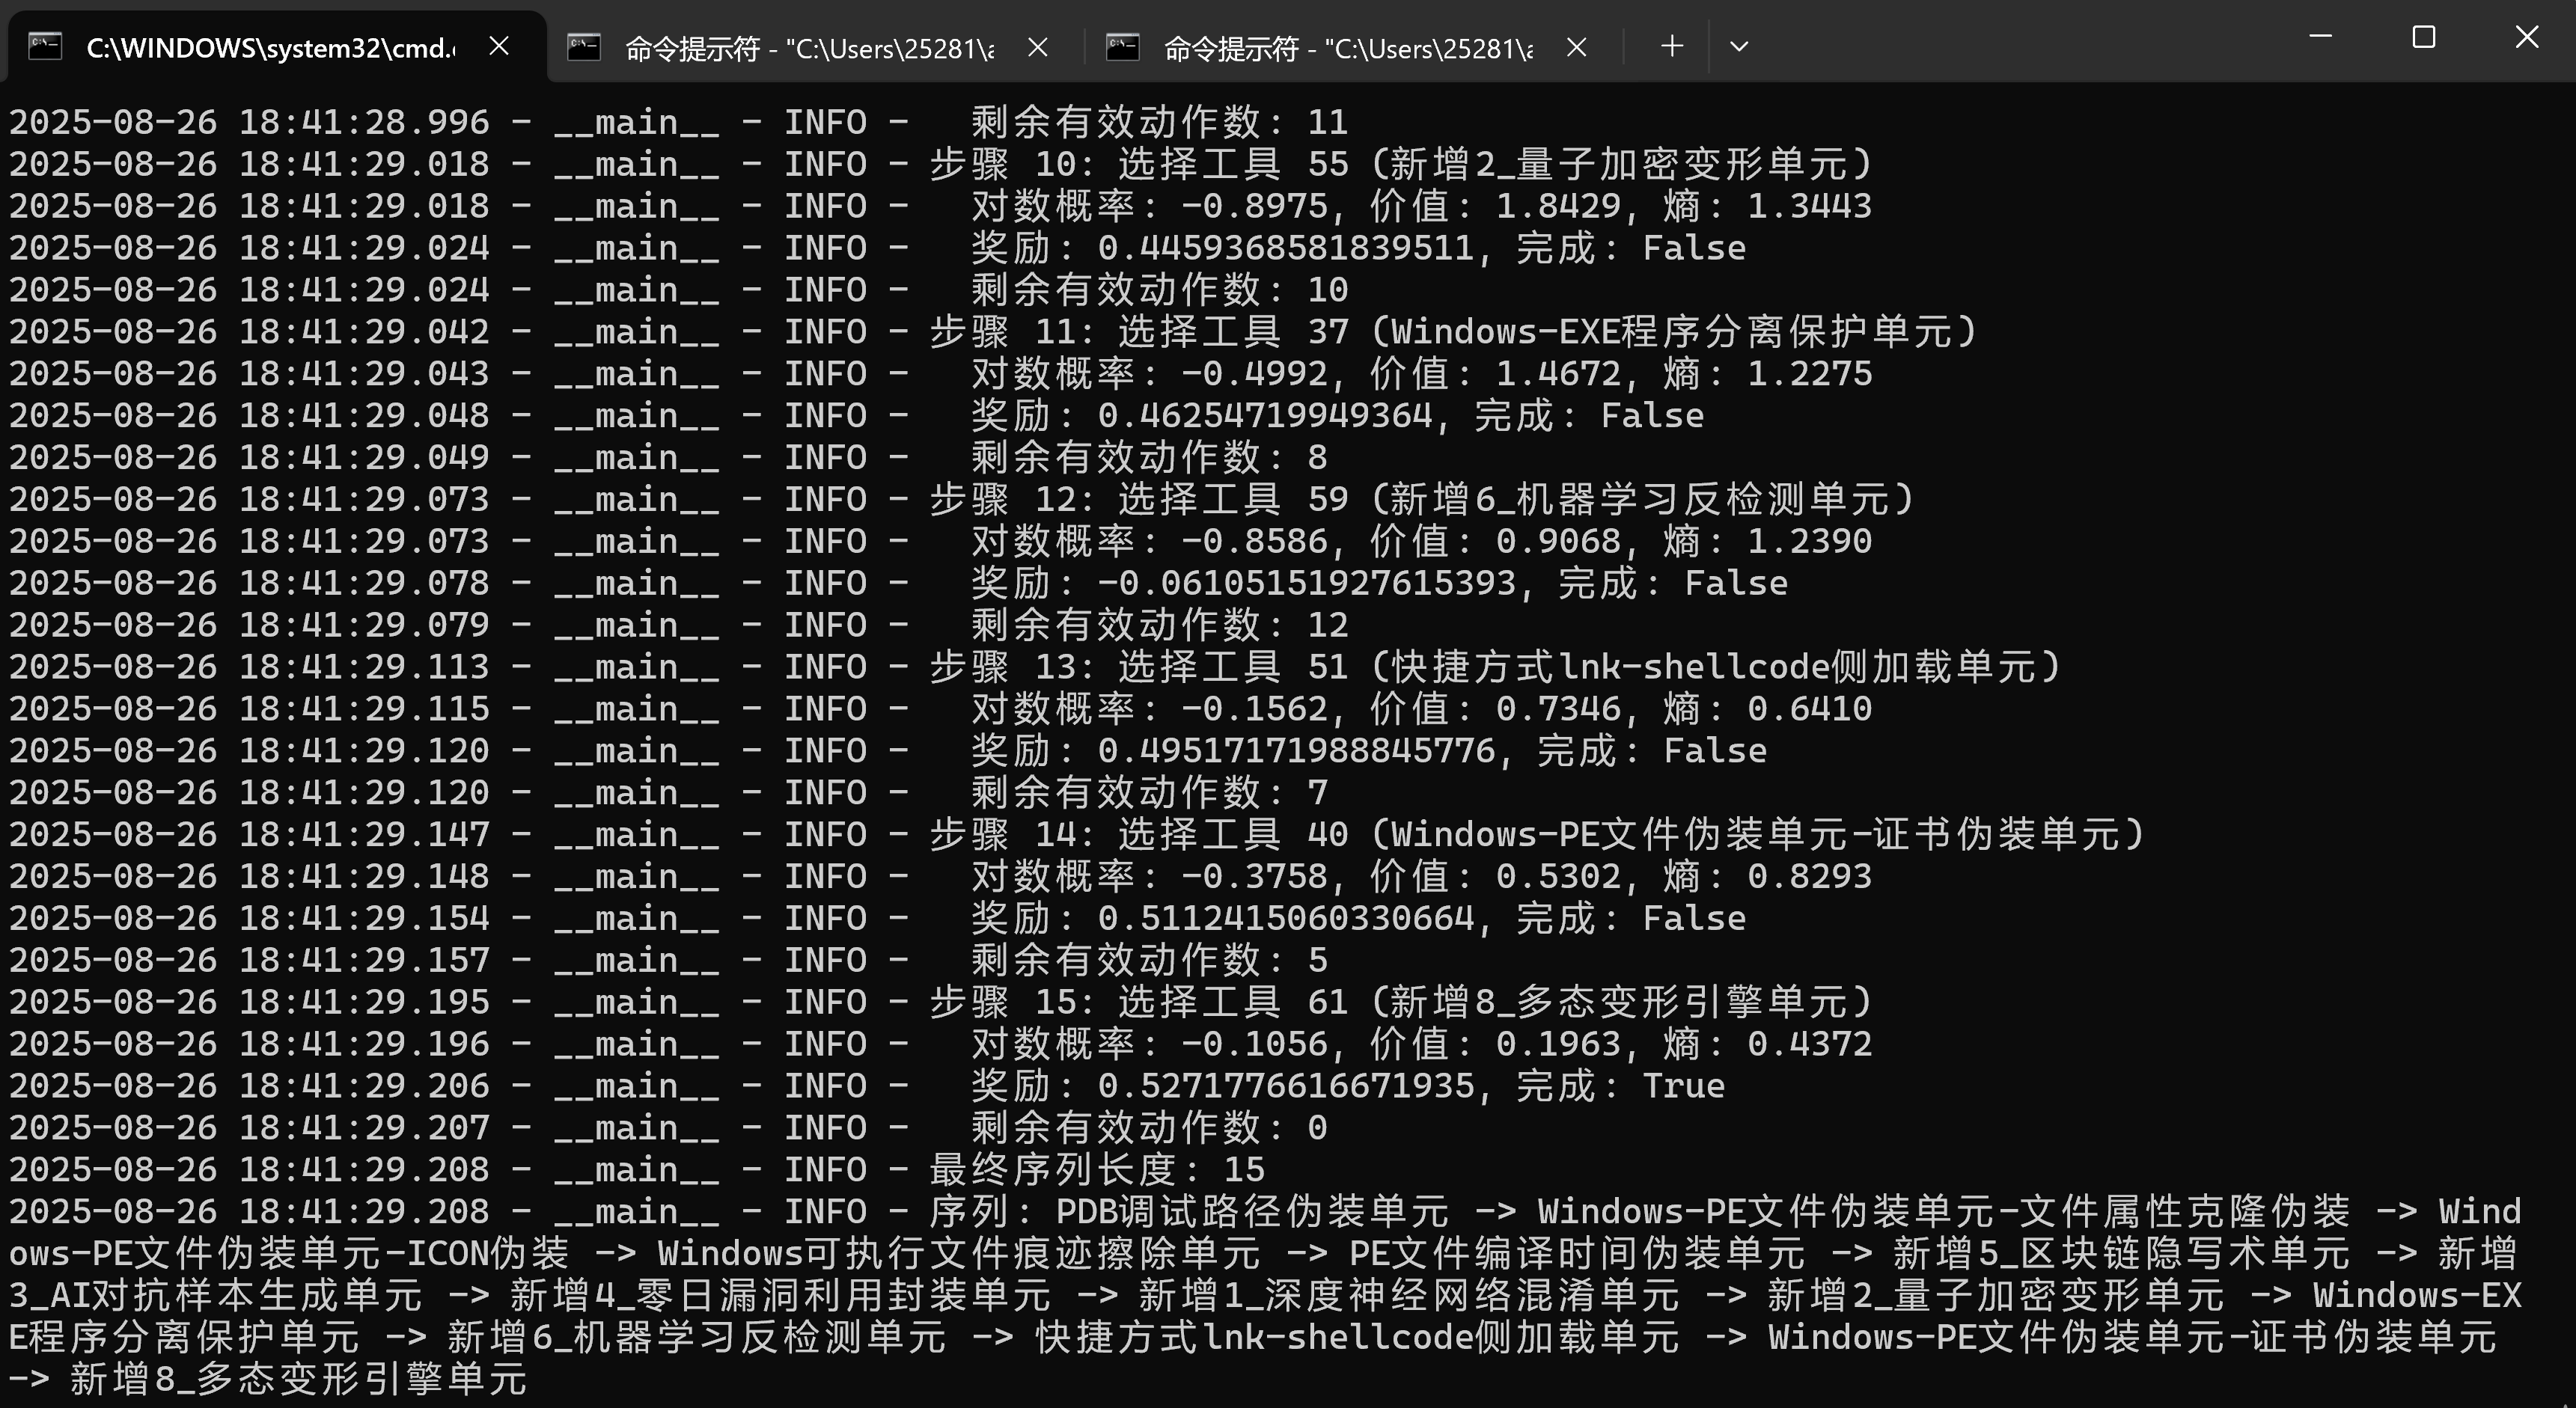 C:\WINDOWS\system32\cmd.e
命令提示符 - "C:\Users\25281\a
命令提示符 - "C:\Users\25281\a
2025-08-26 18:41:28.996 - __main__ - INFO -   剩余有效动作数: 11
2025-08-26 18:41:29.018 - __main__ - INFO - 步骤 10: 选择工具 55 (新增2_量子加密变形单元)
2025-08-26 18:41:29.018 - __main__ - INFO -   对数概率: -0.8975, 价值: 1.8429, 熵: 1.3443
2025-08-26 18:41:29.024 - __main__ - INFO -   奖励: 0.4459368581839511, 完成: False
2025-08-26 18:41:29.024 - __main__ - INFO -   剩余有效动作数: 10
2025-08-26 18:41:29.042 - __main__ - INFO - 步骤 11: 选择工具 37 (Windows-EXE程序分离保护单元)
2025-08-26 18:41:29.043 - __main__ - INFO -   对数概率: -0.4992, 价值: 1.4672, 熵: 1.2275
2025-08-26 18:41:29.048 - __main__ - INFO -   奖励: 0.46254719949364, 完成: False
2025-08-26 18:41:29.049 - __main__ - INFO -   剩余有效动作数: 8
2025-08-26 18:41:29.073 - __main__ - INFO - 步骤 12: 选择工具 59 (新增6_机器学习反检测单元)
2025-08-26 18:41:29.073 - __main__ - INFO -   对数概率: -0.8586, 价值: 0.9068, 熵: 1.2390
2025-08-26 18:41:29.078 - __main__ - INFO -   奖励: -0.06105151927615393, 完成: False
2025-08-26 18:41:29.079 - __main__ - INFO -   剩余有效动作数: 12
2025-08-26 18:41:29.113 - __main__ - INFO - 步骤 13: 选择工具 51 (快捷方式lnk-shellcode侧加载单元)
2025-08-26 18:41:29.115 - __main__ - INFO -   对数概率: -0.1562, 价值: 0.7346, 熵: 0.6410
2025-08-26 18:41:29.120 - __main__ - INFO -   奖励: 0.49517171988845776, 完成: False
2025-08-26 18:41:29.120 - __main__ - INFO -   剩余有效动作数: 7
2025-08-26 18:41:29.147 - __main__ - INFO - 步骤 14: 选择工具 40 (Windows-PE文件伪装单元-证书伪装单元)
2025-08-26 18:41:29.148 - __main__ - INFO -   对数概率: -0.3758, 价值: 0.5302, 熵: 0.8293
2025-08-26 18:41:29.154 - __main__ - INFO -   奖励: 0.5112415060330664, 完成: False
2025-08-26 18:41:29.157 - __main__ - INFO -   剩余有效动作数: 5
2025-08-26 18:41:29.195 - __main__ - INFO - 步骤 15: 选择工具 61 (新增8_多态变形引擎单元)
2025-08-26 18:41:29.196 - __main__ - INFO -   对数概率: -0.1056, 价值: 0.1963, 熵: 0.4372
2025-08-26 18:41:29.206 - __main__ - INFO -   奖励: 0.5271776616671935, 完成: True
2025-08-26 18:41:29.207 - __main__ - INFO -   剩余有效动作数: 0
2025-08-26 18:41:29.208 - __main__ - INFO - 最终序列长度: 15
2025-08-26 18:41:29.208 - __main__ - INFO - 序列: PDB调试路径伪装单元 -> Windows-PE文件伪装单元-文件属性克隆伪装 -> Wind
ows-PE文件伪装单元-ICON伪装 -> Windows可执行文件痕迹擦除单元 -> PE文件编译时间伪装单元 -> 新增5_区块链隐写术单元 -> 新增
3_AI对抗样本生成单元 -> 新增4_零日漏洞利用封装单元 -> 新增1_深度神经网络混淆单元 -> 新增2_量子加密变形单元 -> Windows-EX
E程序分离保护单元 -> 新增6_机器学习反检测单元 -> 快捷方式lnk-shellcode侧加载单元 -> Windows-PE文件伪装单元-证书伪装单元
-> 新增8_多态变形引擎单元